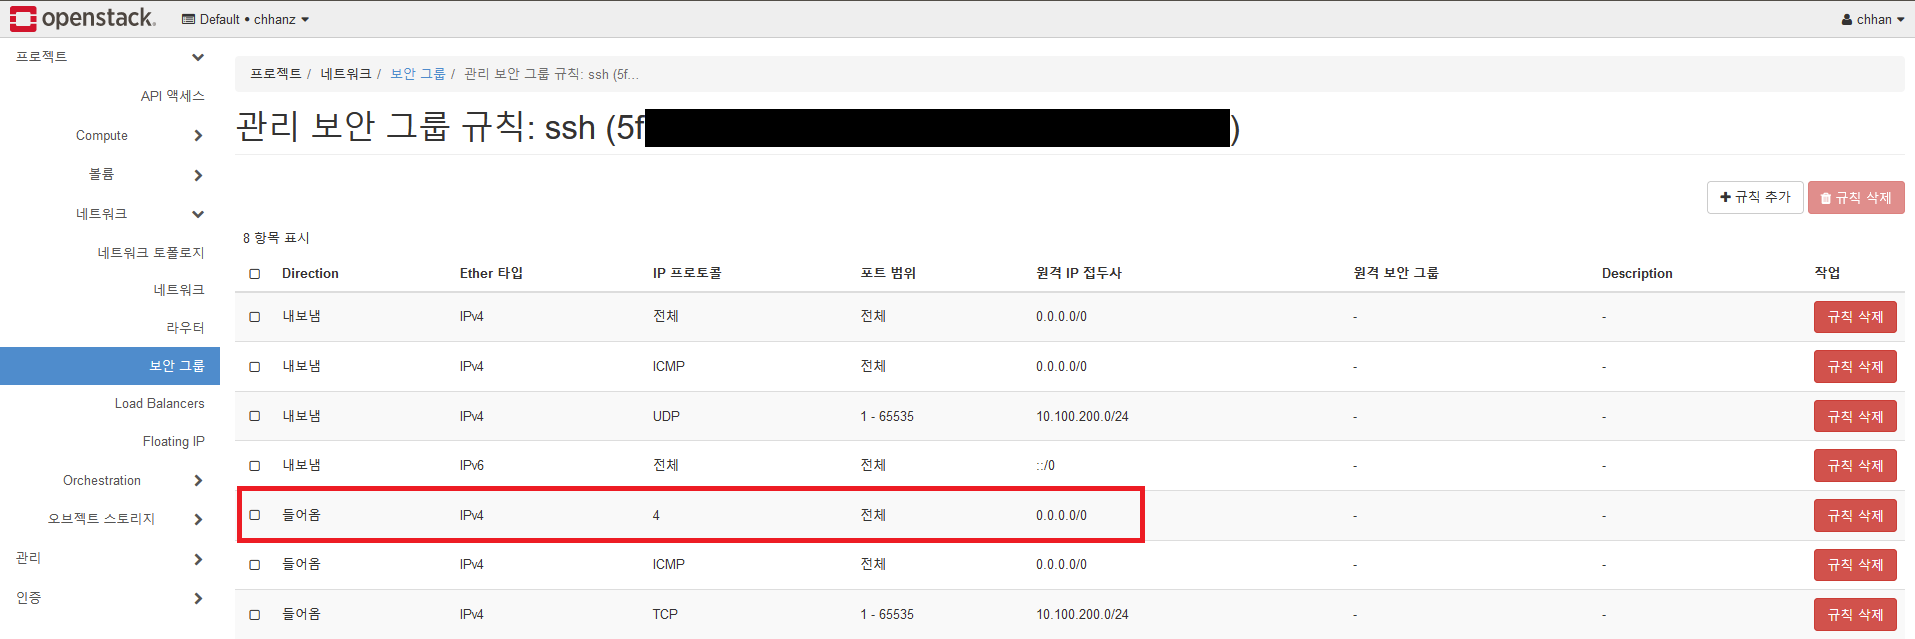 openstack. Default • chhanz chhan
프로젝트
API 액세스
Compute
볼륨
네트워크
네트워크 토폴로지
네트워크
라우터
보안 그룹
Load Balancers
Floating IP
Orchestration
오브젝트 스토리지
관리
인증
프로젝트 / 네트워크 / 보안 그룹 / 관리 보안 그룹 규칙: ssh (5f...
관리 보안 그룹 규칙: ssh (5f )
규칙 추가 규칙 삭제
8 항목 표시
Direction Ether 타입 IP 프로토콜 포트 범위 원격 IP 접두사 원격 보안 그룹 Description 작업
내보냄 IPv4 전체 전체 0.0.0.0/0 - - 규칙 삭제
내보냄 IPv4 ICMP 전체 0.0.0.0/0 - - 규칙 삭제
내보냄 IPv4 UDP 1 - 65535 10.100.200.0/24 - - 규칙 삭제
내보냄 IPv6 전체 전체 ::/0 - - 규칙 삭제
들어옴 IPv4 4 전체 0.0.0.0/0 - - 규칙 삭제
들어옴 IPv4 ICMP 전체 0.0.0.0/0 - - 규칙 삭제
들어옴 IPv4 TCP 1 - 65535 10.100.200.0/24 - - 규칙 삭제